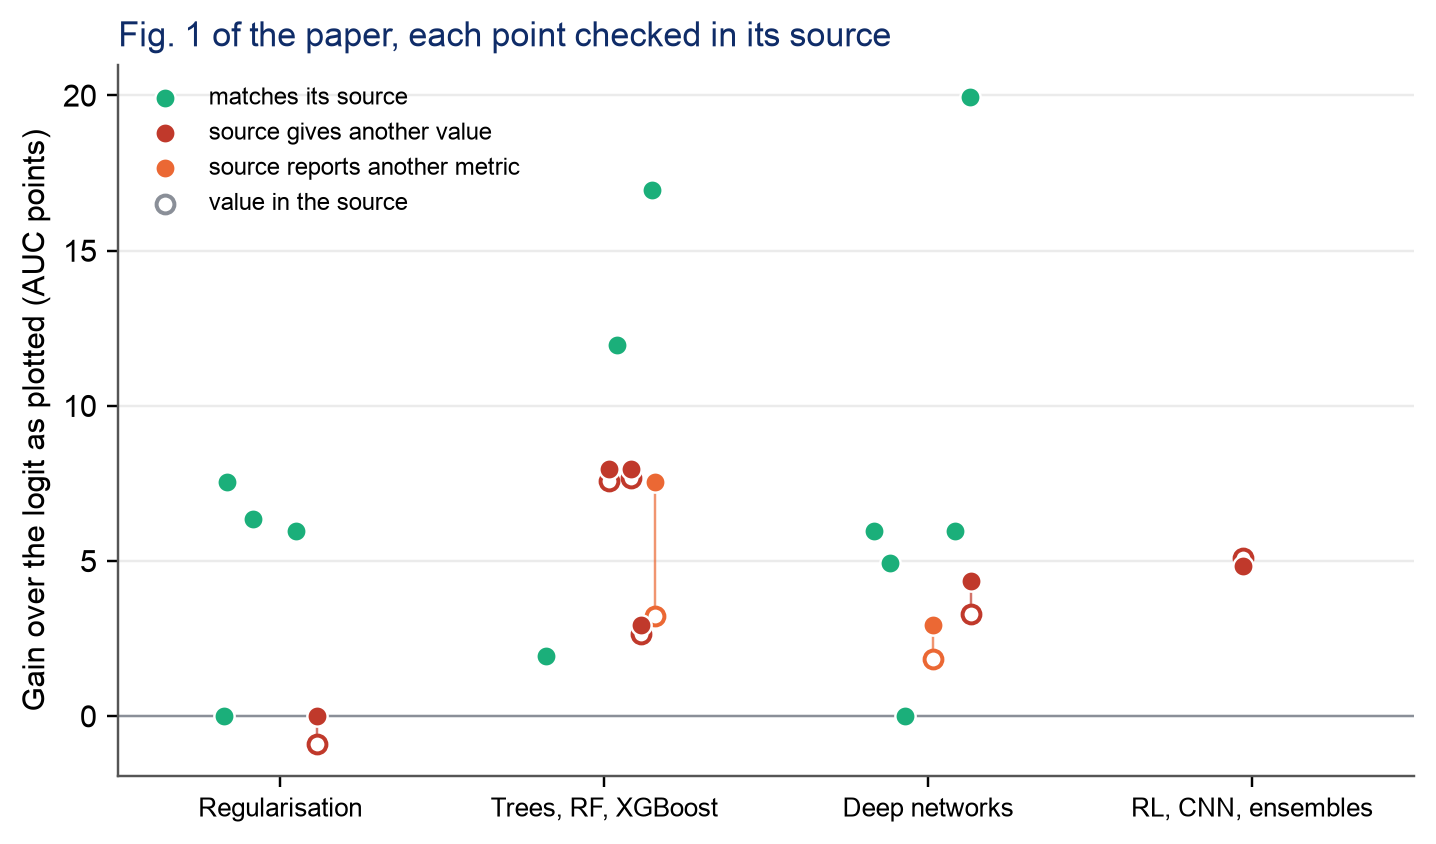 Fig. 1 of the paper, each point checked in its source
matches its source
source gives another value
source reports another metric
value in the source
Gain over the logit as plotted (AUC points)
20
15
10
5
0
Regularisation
Trees, RF, XGBoost
Deep networks
RL, CNN, ensembles